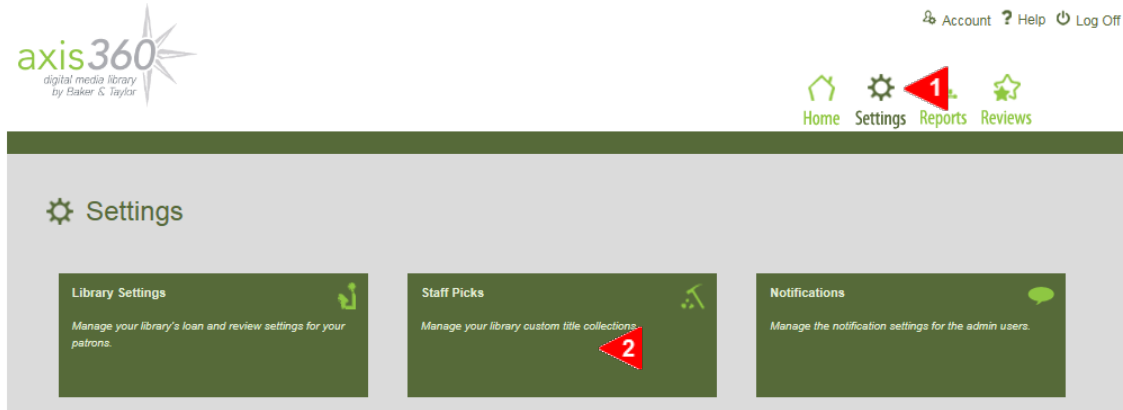 Account ? Help Log Off
axis 360
digital media library
by Baker & Taylor
1
Home Settings Reports Reviews
Settings
Library Settings
Manage your library's loan and review settings for your
patrons.
Staff Picks
Manage your library custom title collections.
2
Notifications
Manage the notification settings for the admin users.